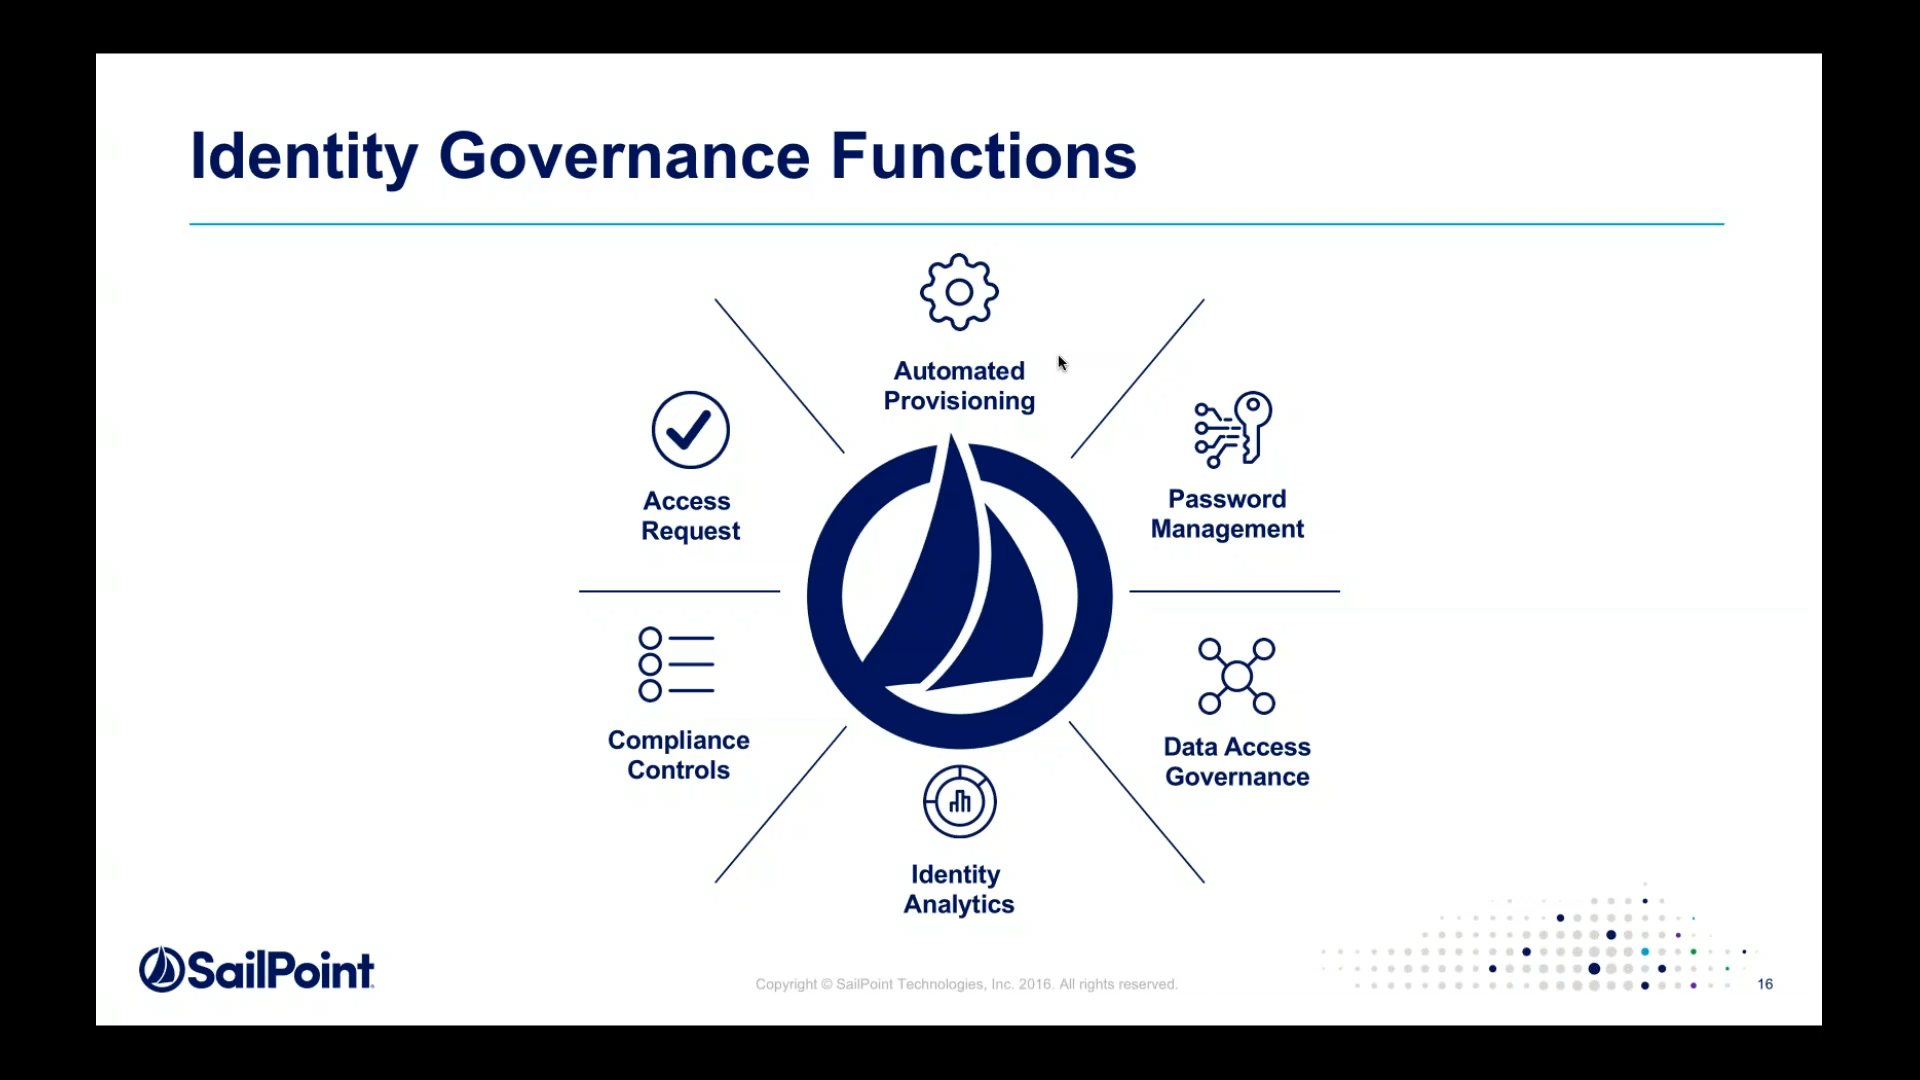 Identity Governance Functions
Automated
Provisioning
Access
Request
Password
Management
Compliance
Controls
Data Access
Governance
Identity
Analytics
SailPoint
Copyright © SailPoint Technologies, Inc. 2016. All rights reserved.
16